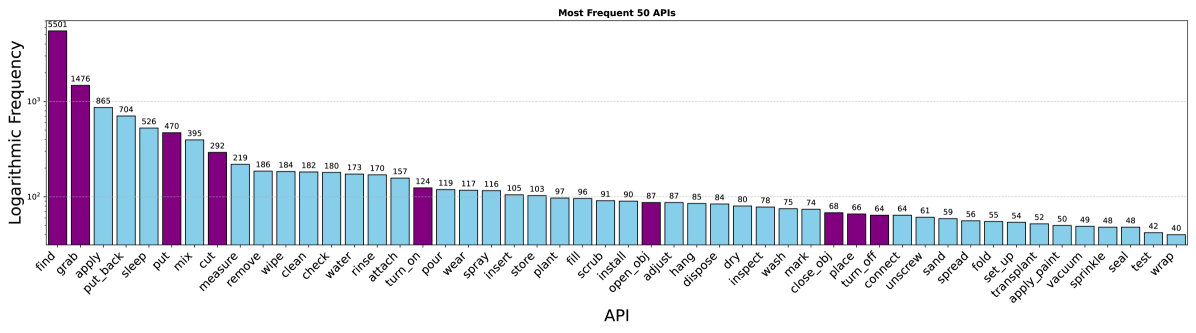 Most Frequent 50 APIs
Logarithmic Frequency
10³
10²
5501 1476 865 704 526 470 395 292 219 186 184 182 180 173 170 157 124 119 117 116 105 103 97 96 91 90 87 87 85 84 80 78 75 74 68 66 64 64 61 59 56 55 54 52 50 49 48 48 42 40
find grab apply put_back sleep put mix cut measure remove wipe clean check water rinse attach turn_on pour wear spray insert store plant fill scrub install open_obj adjust hang dispose dry inspect wash mark close_obj place turn_off connect unscrew sand spread fold set_up transplant apply_paint vacuum sprinkle seal test wrap
API